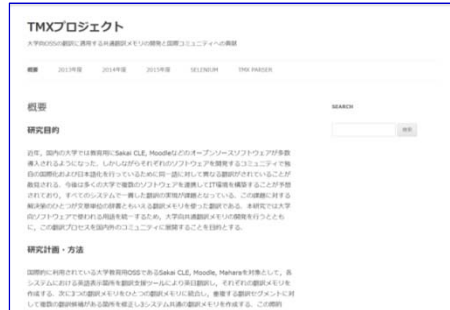 TMXプロジェクト
大学向OSSの翻訳に適用する共通翻訳メモリの開発と国際コミュニティへの貢献
概要 2013年度 2014年度 2015年度 SELENIUM TMX PARSER
概要
SEARCH
検索
研究目的
近年、国内の大学では教育用にSakai CLE, Moodleなどのオープンソースソフトウェアが多数
導入されるようになった。しかしながらそれぞれのソフトウェアを開発するコミュニティで独
自の国際化および日本語化を行っているために同一語に対して異なる翻訳がされていることが
散見される。今後は多くの大学で複数のソフトウェアを連携してIT環境を構築することが予想
されており、すべてのシステムで一貫した翻訳の実現が課題となっている。この課題に対する
解決策のひとつが文章単位の辞書ともいえる翻訳メモリを使った翻訳である。本研究では大学
向ソフトウェアで使われる用語を統一するため、大学向共通翻訳メモリの開発を行うととも
に、この翻訳プロセスを国内外のコミュニティに展開することを目的とする。
研究計画・方法
国際的に利用されている大学教育用OSSであるSakai CLE, Moodle, Maharaを対象として、各
システムにおける英語表示箇所を翻訳支援ツールにより英日翻訳し、それぞれの翻訳メモリを
作成する。次に3つの翻訳メモリをひとつの翻訳メモリに統合し、重複する翻訳セグメントに対
して複数の翻訳候補がある箇所を修正し3システム共通の翻訳メモリを作成する。この際的